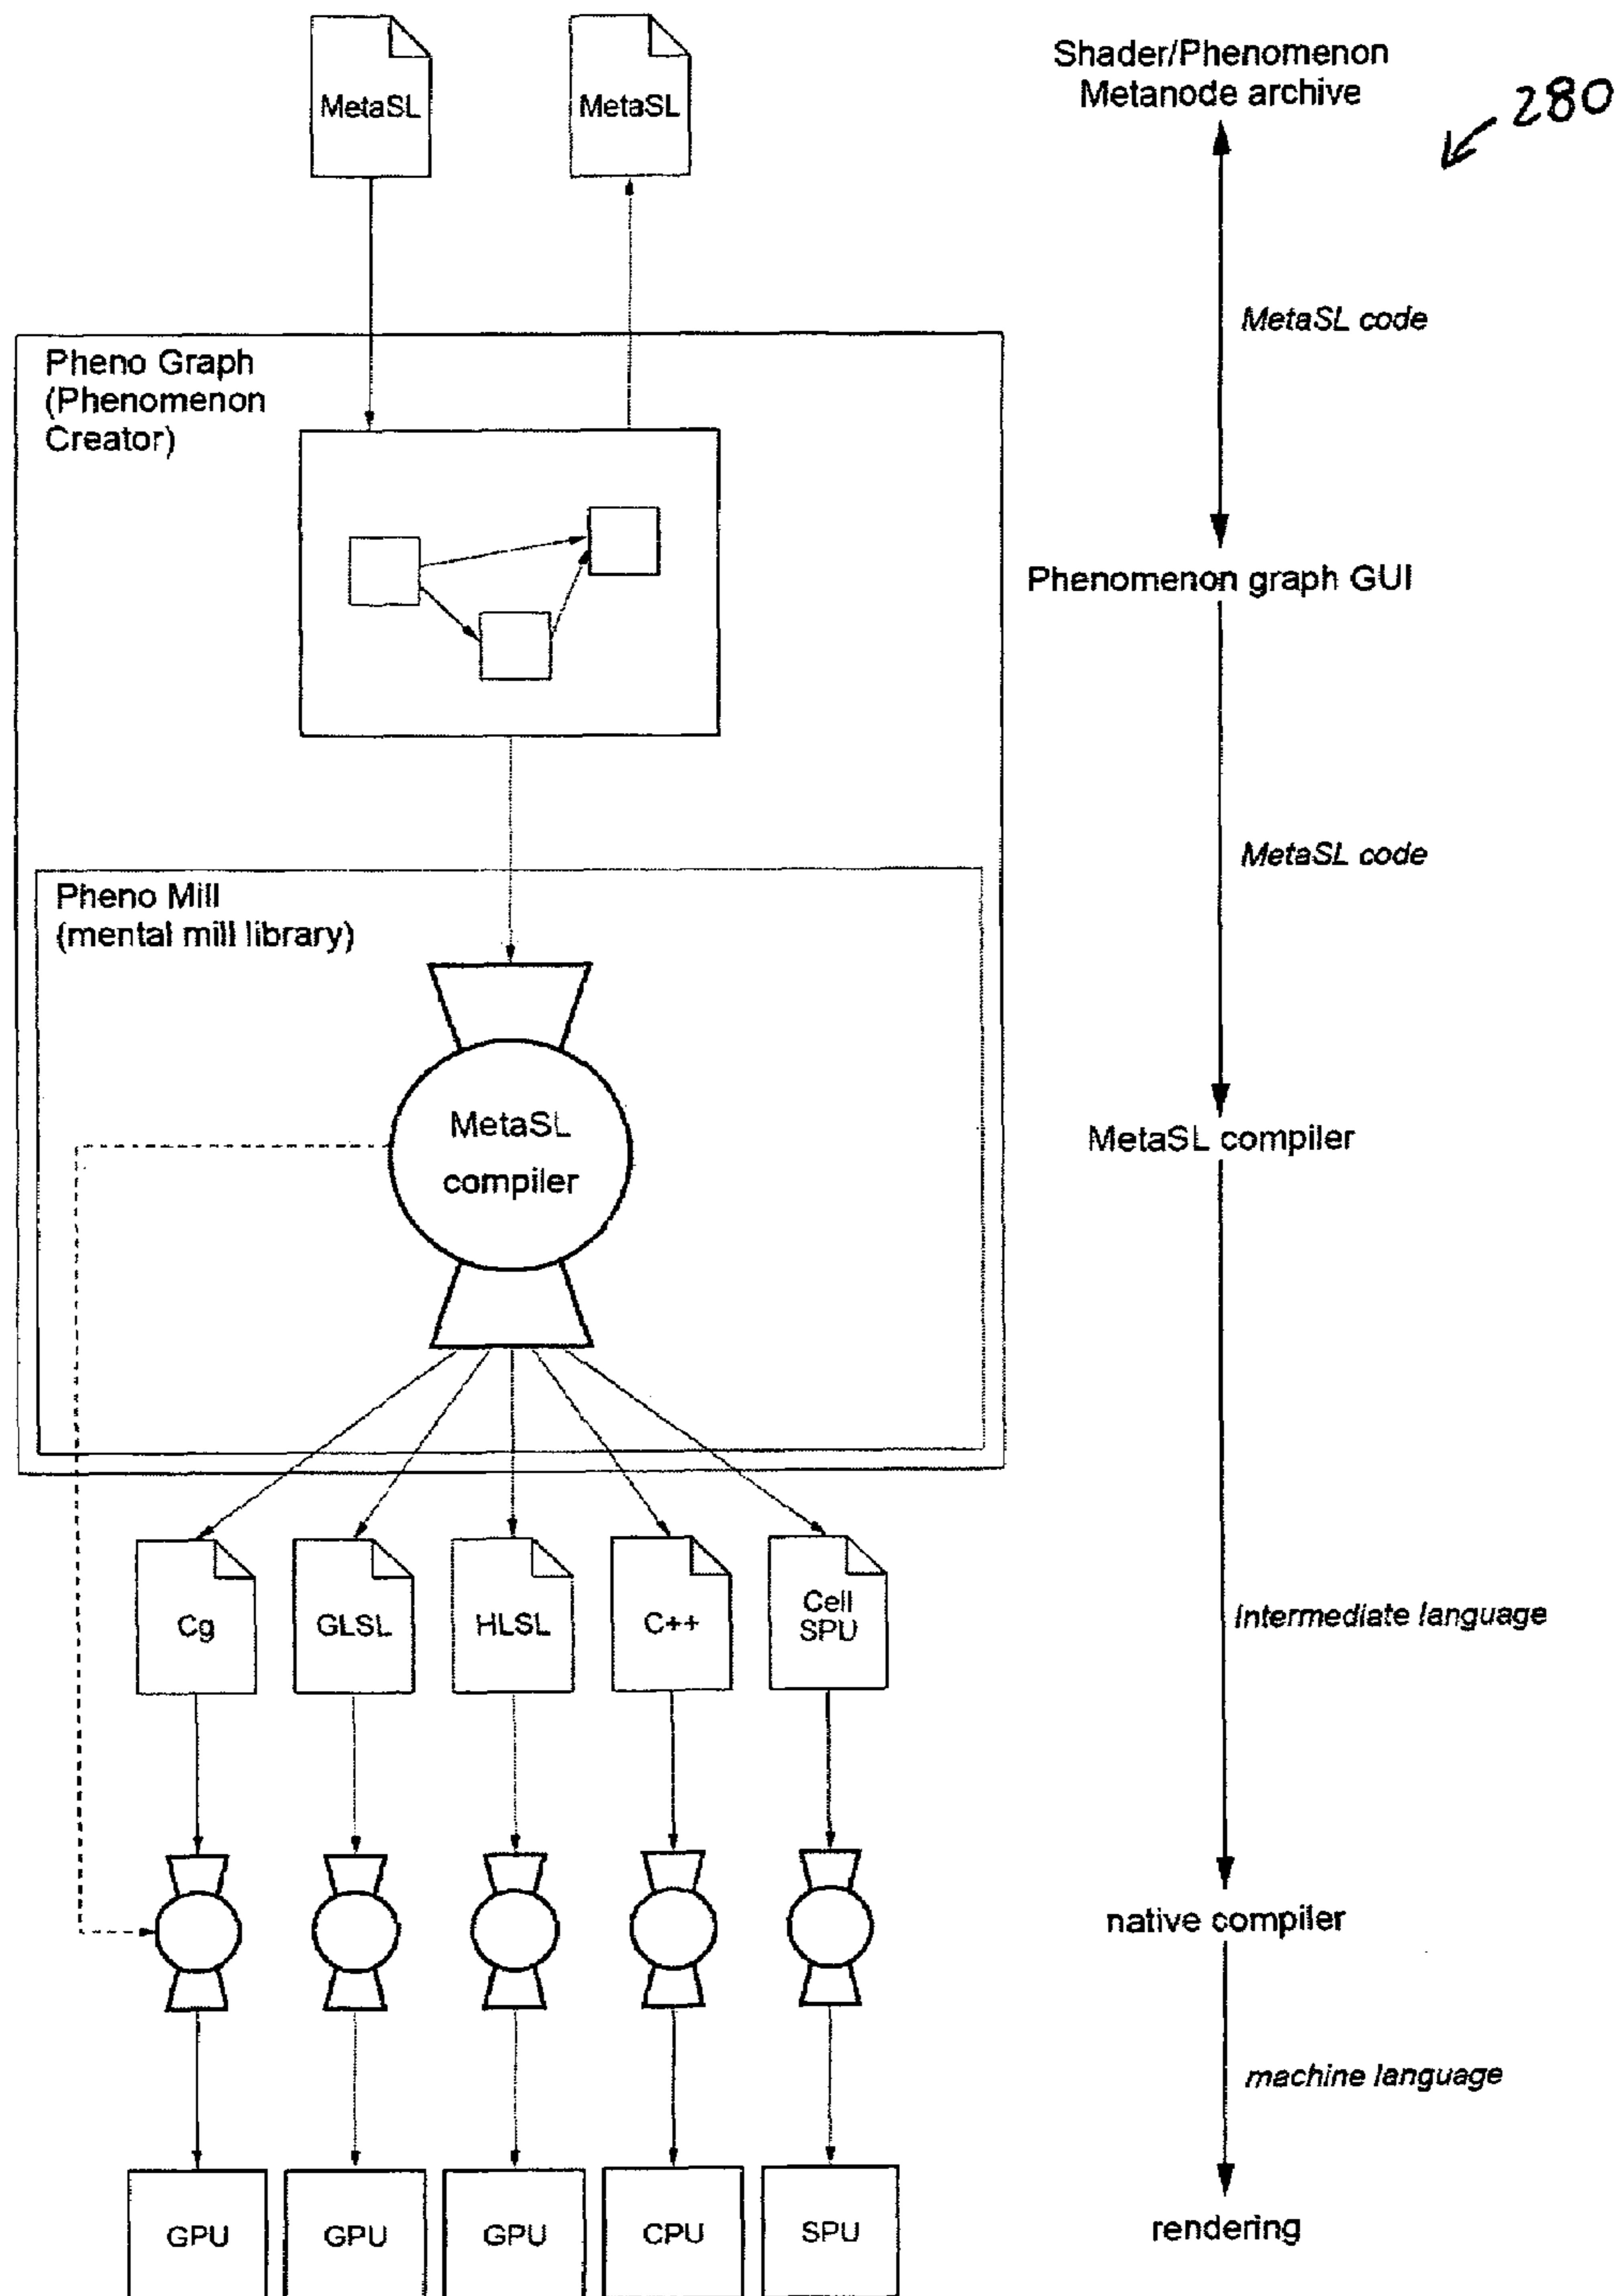 MetaSL
MetaSL
Shader/Phenomenon
Metanode archive
280
MetaSL code
Pheno Graph
(Phenomenon
Creator)
Phenomenon graph GUI
MetaSL code
Pheno Mill
(mental mill library)
MetaSL
compiler
MetaSL compiler
Cg
GLSL
HLSL
C++
Cell
SPU
Intermediate language
native compiler
machine language
GPU
GPU
GPU
CPU
SPU
rendering